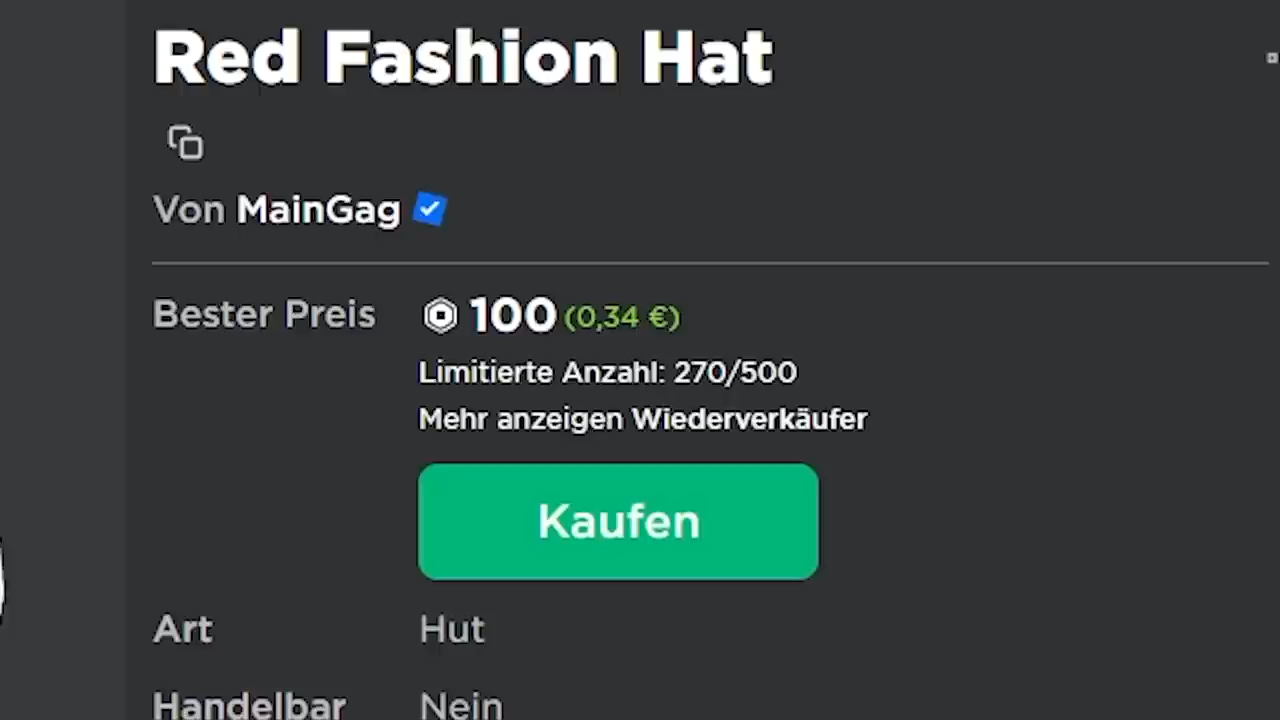 Red Fashion Hat
Von MainGag
Bester Preis 100 (0,34 €)
Limitierte Anzahl: 270/500
Mehr anzeigen Wiederverkäufer
Kaufen
Art Hut
Handelbar Nein